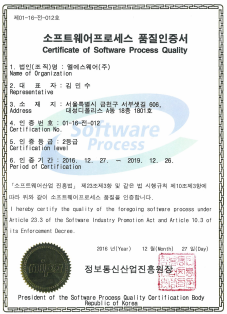 제01-16-전-012호
소프트웨어프로세스 품질인증서
Certificate of Software Process Quality
1. 법인(조직)명 : 엘에스웨어(주)
Name of Organization
2. 대 표 자 : 김 민 수
Representative
3. 소 재 지 : 서울특별시 금천구 서부샛길 606,
Address 대성디폴리스 A동 18층 1801호
4. 인 증 번 호 : 01-16-전-012
Certification No.
5. 인 증 등 급 : 2등급
Certification level
6. 인 증 기 간 : 2016. 12. 27. ~ 2019. 12. 26.
Period of Certification
「소프트웨어산업 진흥법」 제23조제3항 및 같은 법 시행규칙 제10조제3항에
따라 위와 같이 소프트웨어프로세스 품질을 인증합니다.
I hereby certify the quality of the foregoing software process under
Article 23.3 of the Software Industry Promotion Act and Article 10.3 of
its Enforcement Decree.
2016 년(Year) 12 월(Month) 27 일(Day)
정보통신산업진흥원장
President of the Software Process Quality Certification Body
Republic of Korea